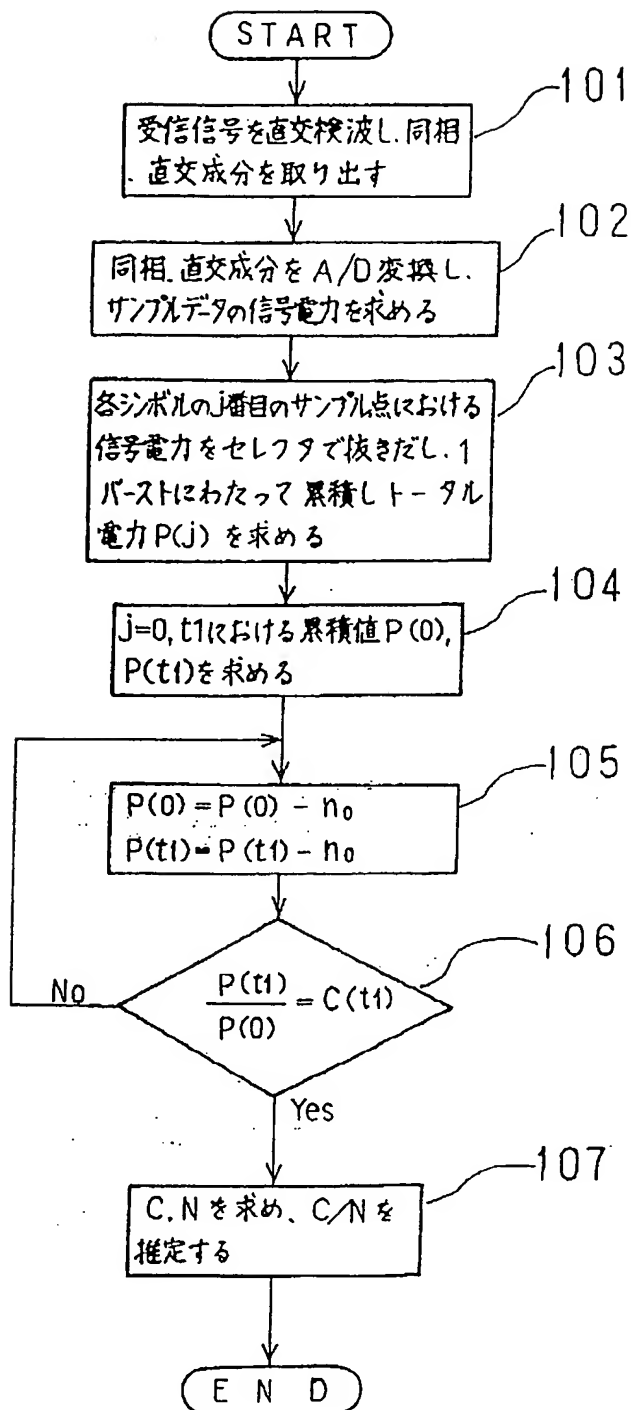 START
101
受信信号を直交検波し、同相
、直交成分を取り出す
102
同相、直交成分をA/D変換し、
サンプルデータの信号電力を求める
103
各シンボルのj番目のサンプル点における
信号電力をセレクタで抜きだし、1
バーストにわたって累積しトータル
電力P(j)を求める
104
j=0,t1における累積値P(0),
P(t1)を求める
105
P(0)=P(0)-n0
P(t1)=P(t1)-n0
106
P(t1)/P(0)=C(t1)
No
Yes
107
C、Nを求め、C/Nを
推定する
END